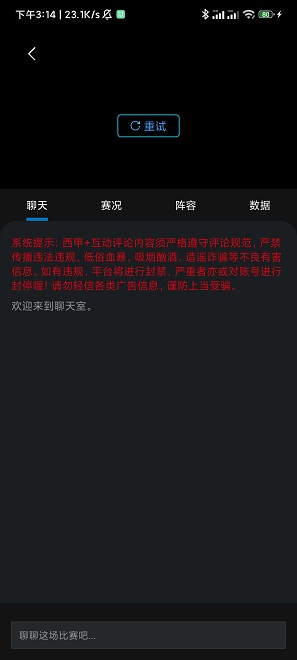 下午3:14 | 23.1K/s
80
重试
聊天 赛况 阵容 数据
系统提示：西甲+互动评论内容须严格遵守评论规范，严禁
传播违法违规、低俗血暴、吸烟酗酒、造谣诈骗等不良有害
信息。如有违规，平台将进行封禁，严重者亦或对账号进行
封停喔！请勿轻信各类广告信息，谨防上当受骗。
欢迎来到聊天室。
聊聊这场比赛吧...